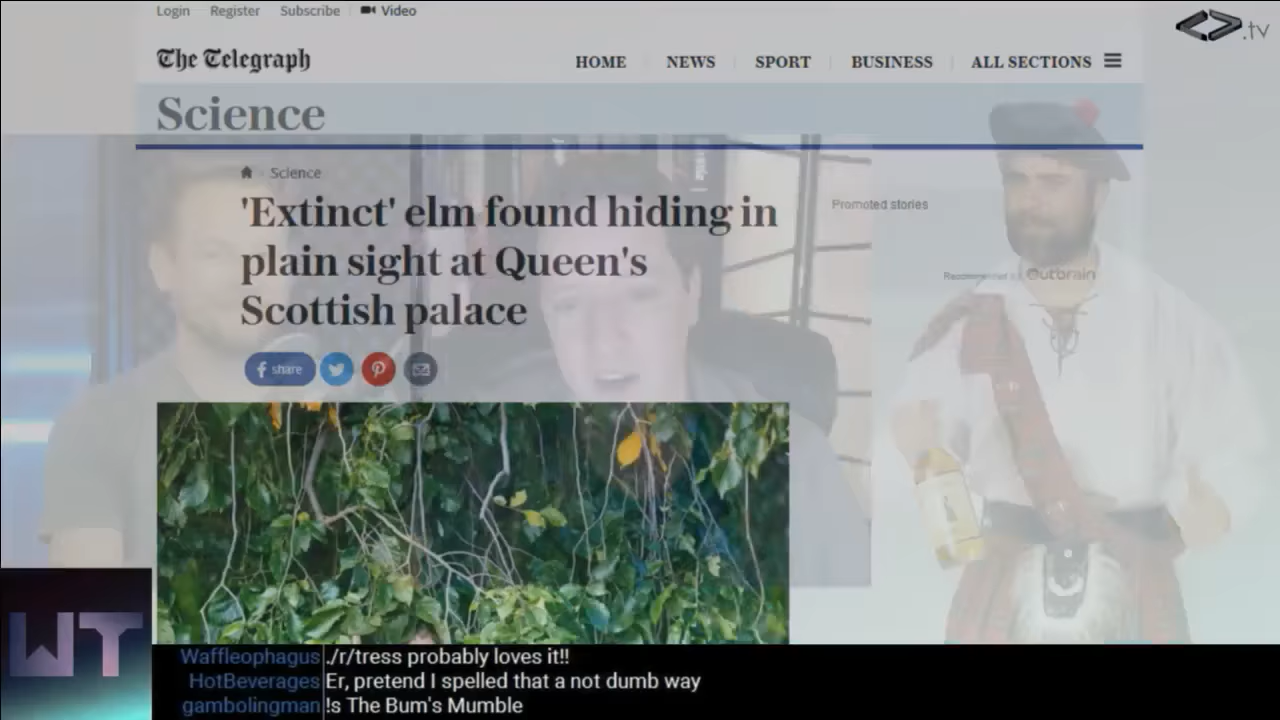 Login Register Subscribe Video
.tv
The Telegraph
HOME NEWS SPORT BUSINESS ALL SECTIONS
Science
Science
'Extinct' elm found hiding in
plain sight at Queen's
Scottish palace
Promoted stories
Outbrain
share
WT
Waffleophagus ./r/tress probably loves it!!
HotBeverages Er, pretend I spelled that a not dumb way
gambolingman !s The Bum's Mumble